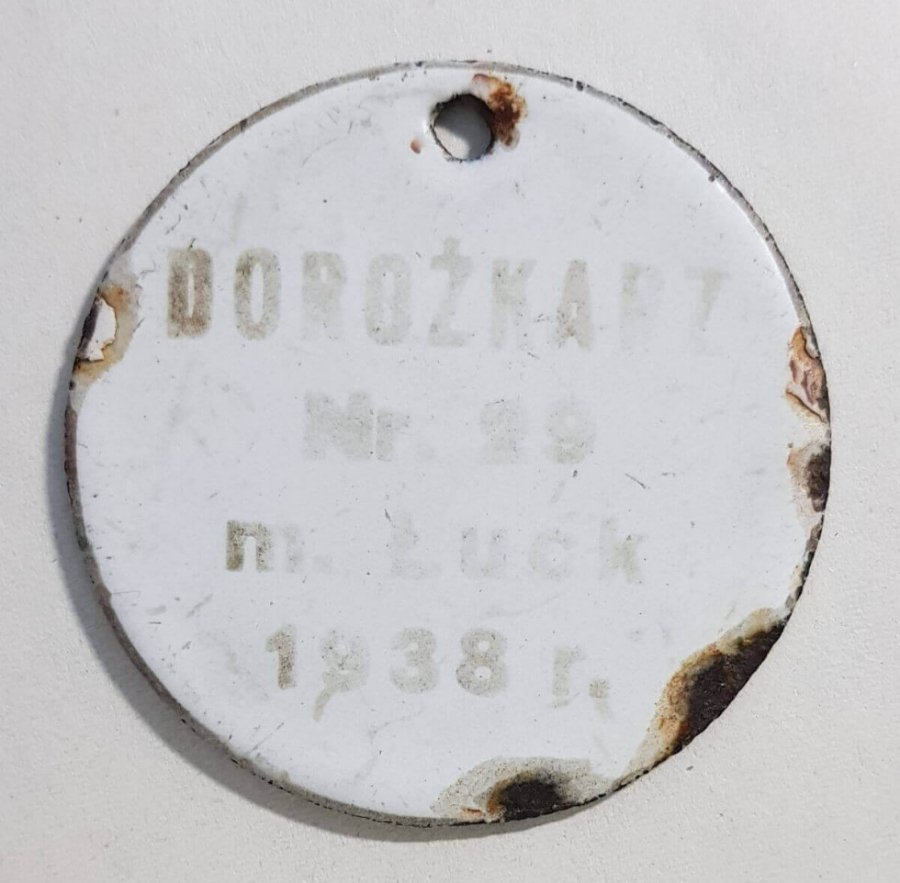 DOROŻKARZ
Nr. 29
m. Łuck
1938 r.